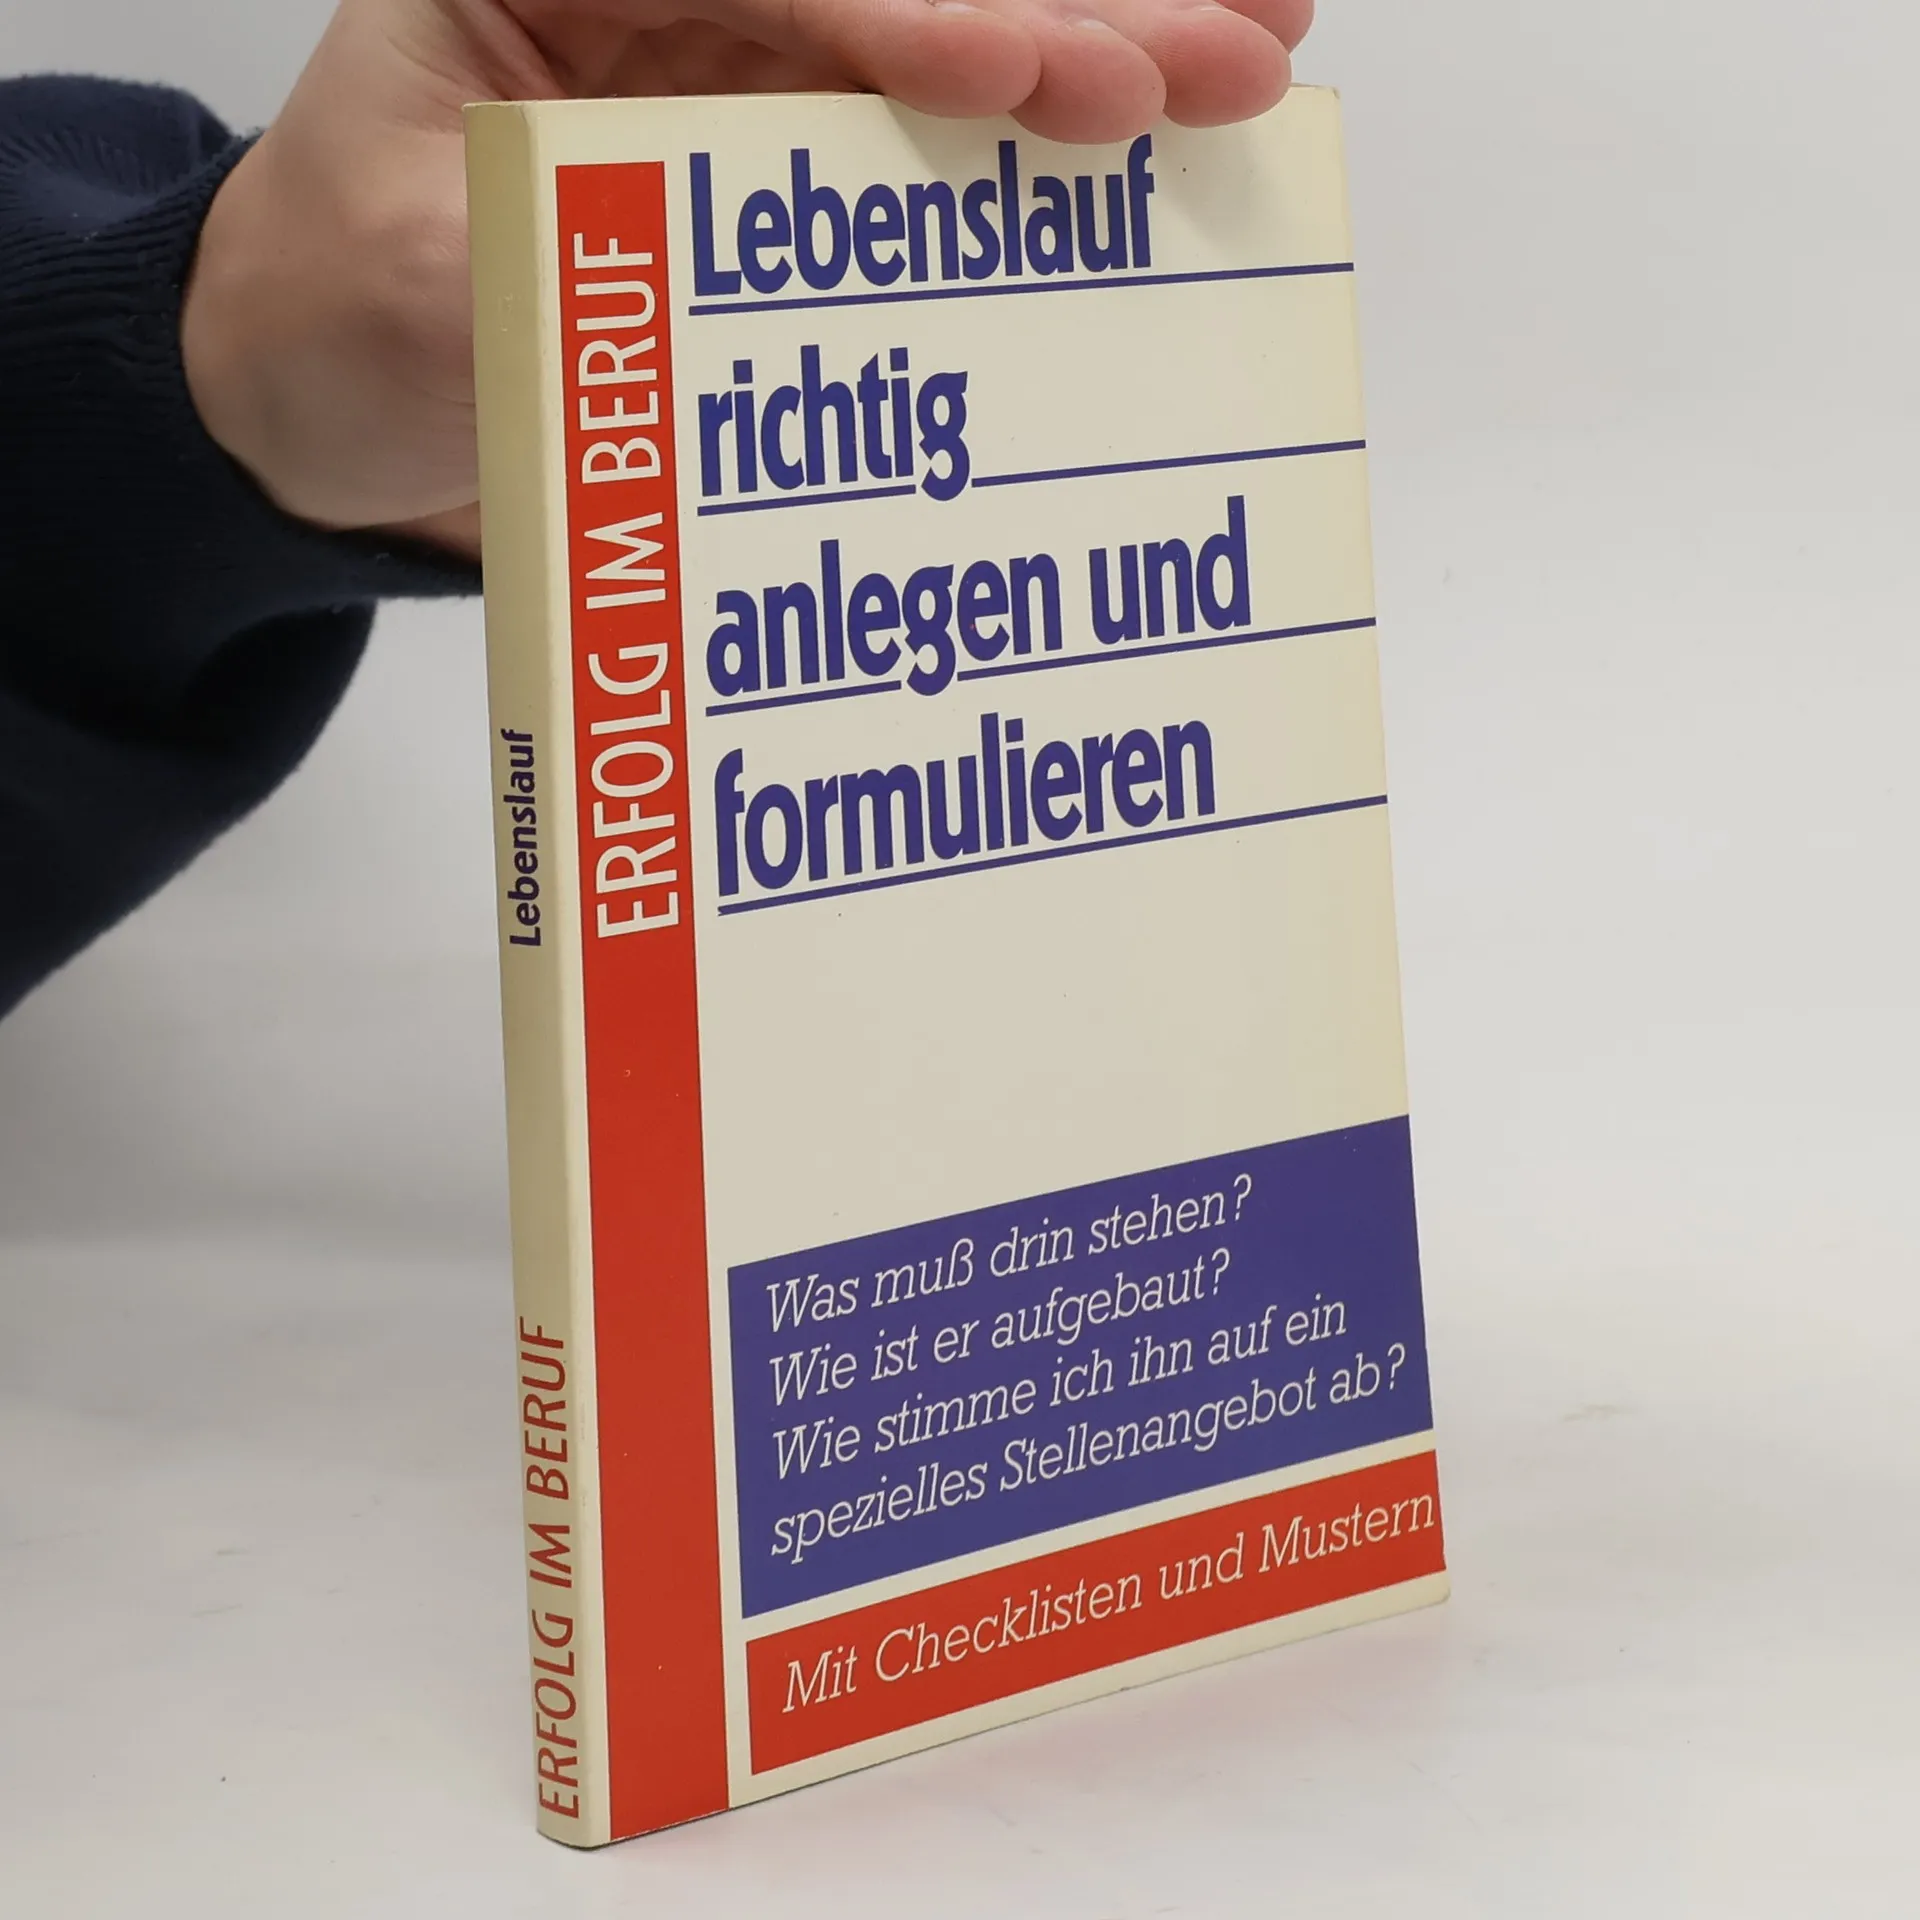 Lebenslauf
richtig
anlegen und
formulieren
ERFOLG IM BERUF
Was muß drin stehen?
Wie ist er aufgebaut?
Wie stimme ich ihn auf ein
spezielles Stellenangebot ab?
Mit Checklisten und Mustern
Lebenslauf
ERFOLG IM BERUF